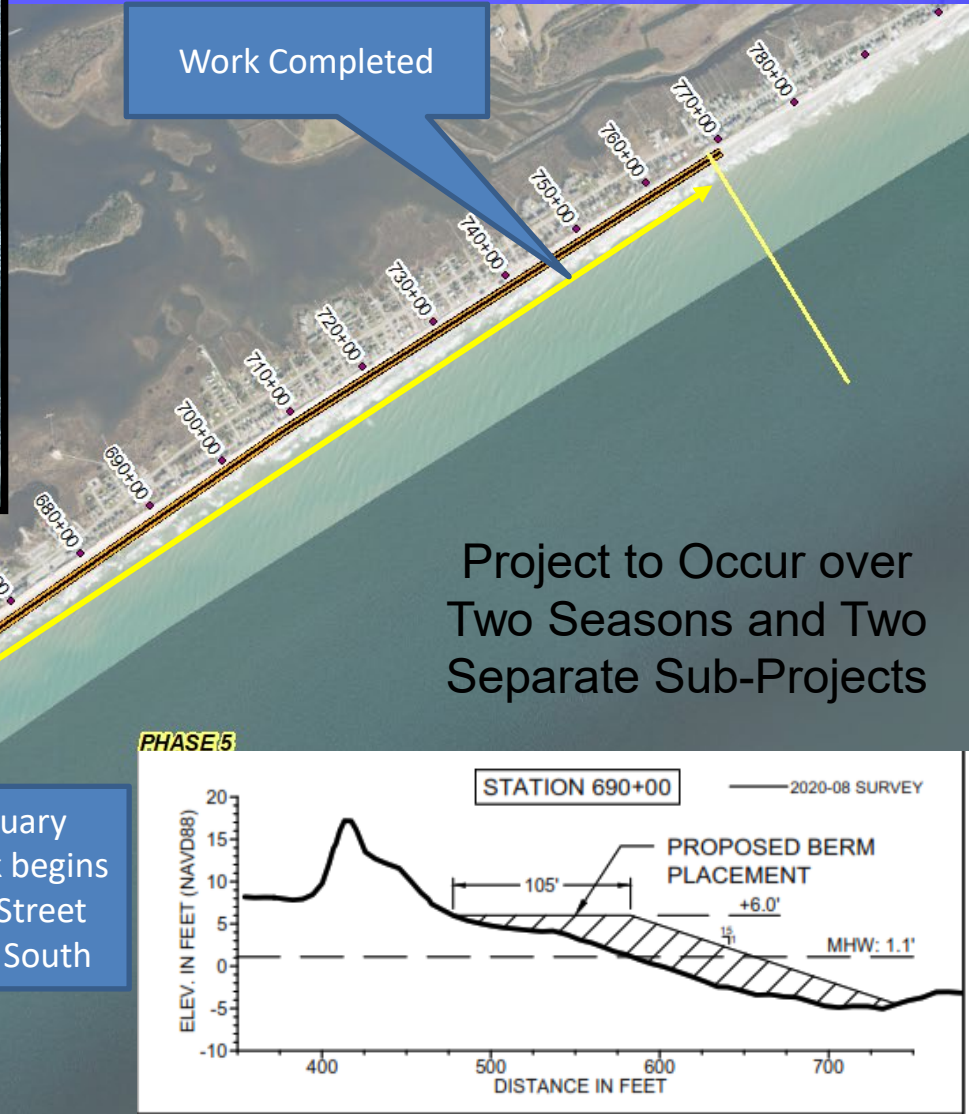 Work Completed
780+00
770+00
760+00
750+00
740+00
730+00
720+00
710+00
700+00
690+00
680+00
Project to Occur over
Two Seasons and Two
Separate Sub-Projects
PHASE 5
uary
begins
Street
South
STATION 690+00
2020-08 SURVEY
PROPOSED BERM
PLACEMENT
105'
+6.0'
15
1
MHW: 1.1'
ELEV. IN FEET (NAVD88)
20
15
10
5
0
-5
-10
400
500
600
700
DISTANCE IN FEET